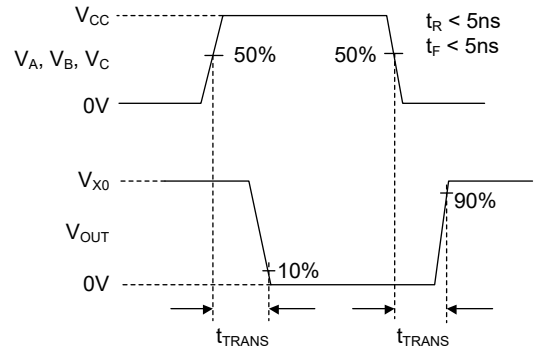 V_CC
t_R < 5ns
t_F < 5ns
V_A, V_B, V_C
50%
50%
0V
V_X0
90%
V_OUT
10%
0V
t_TRANS
t_TRANS